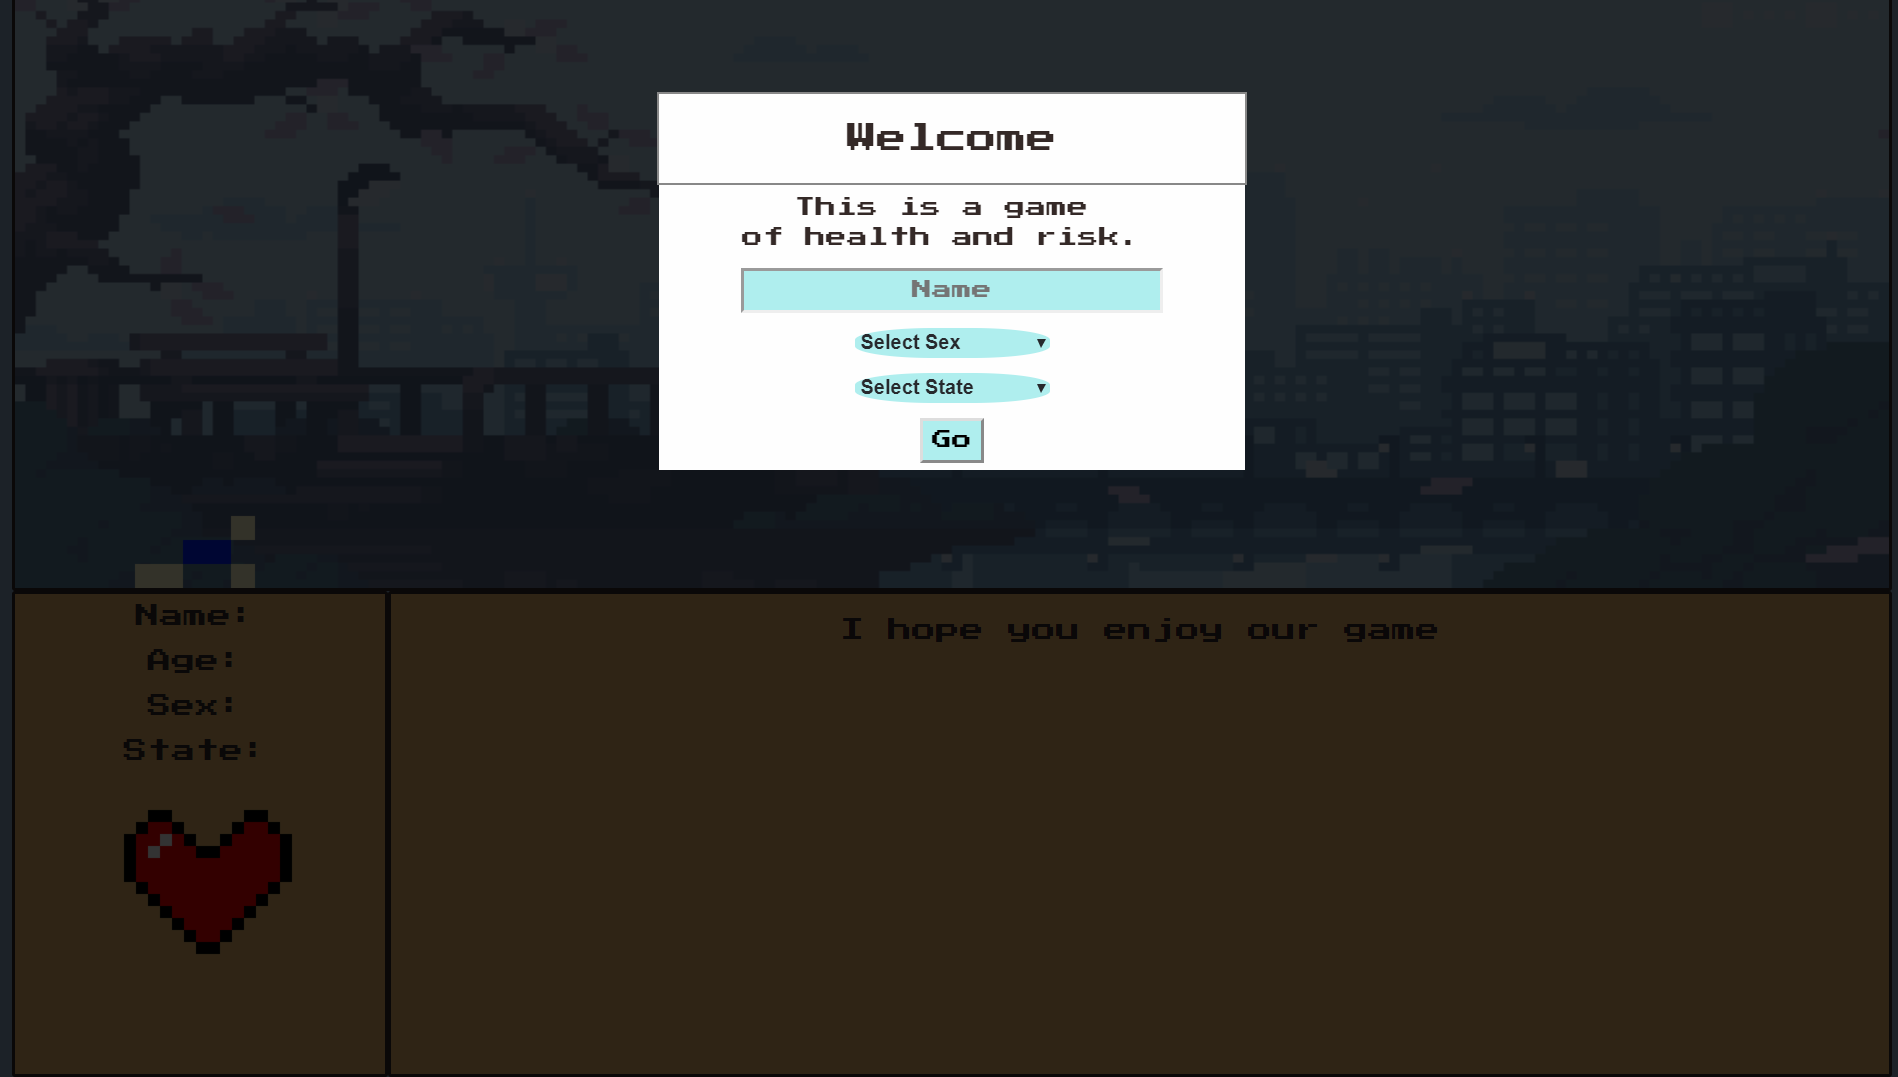 Welcome
This is a game
of health and risk.
Name
Select Sex
Select State
Go
Name:
Age:
Sex:
State:
I hope you enjoy our game